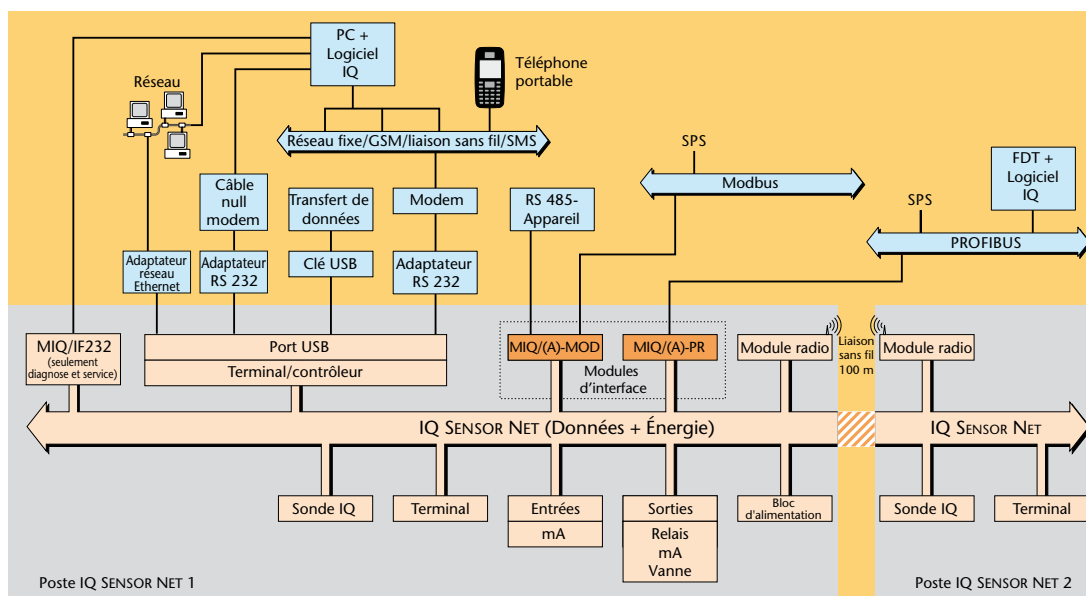 PC +
Logiciel
IQ
Téléphone
portable
Réseau
Réseau fixe/GSM/liaison sans fil/SMS
SPS
Modbus
FDT +
Logiciel
IQ
SPS
PROFIBUS
Câble
null
modem
Transfert de
données
Modem
RS 485-
Appareil
Adaptateur
réseau
Ethernet
Adaptateur
RS 232
Clé USB
Adaptateur
RS 232
MIQ/IF232
(seulement
diagnose et service)
Port USB
Terminal/contrôleur
MIQ/(A)-MOD
MIQ/(A)-PR
Modules
d'interface
Module radio
Liaison
sans fil
100 m
Module radio
IQ SENSOR NET (Données + Énergie)
IQ SENSOR NET
Sonde IQ
Terminal
Entrées
mA
Sorties
Relais
mA
Vanne
Bloc
d'alimentation
Sonde IQ
Terminal
Poste IQ SENSOR NET 1
Poste IQ SENSOR NET 2